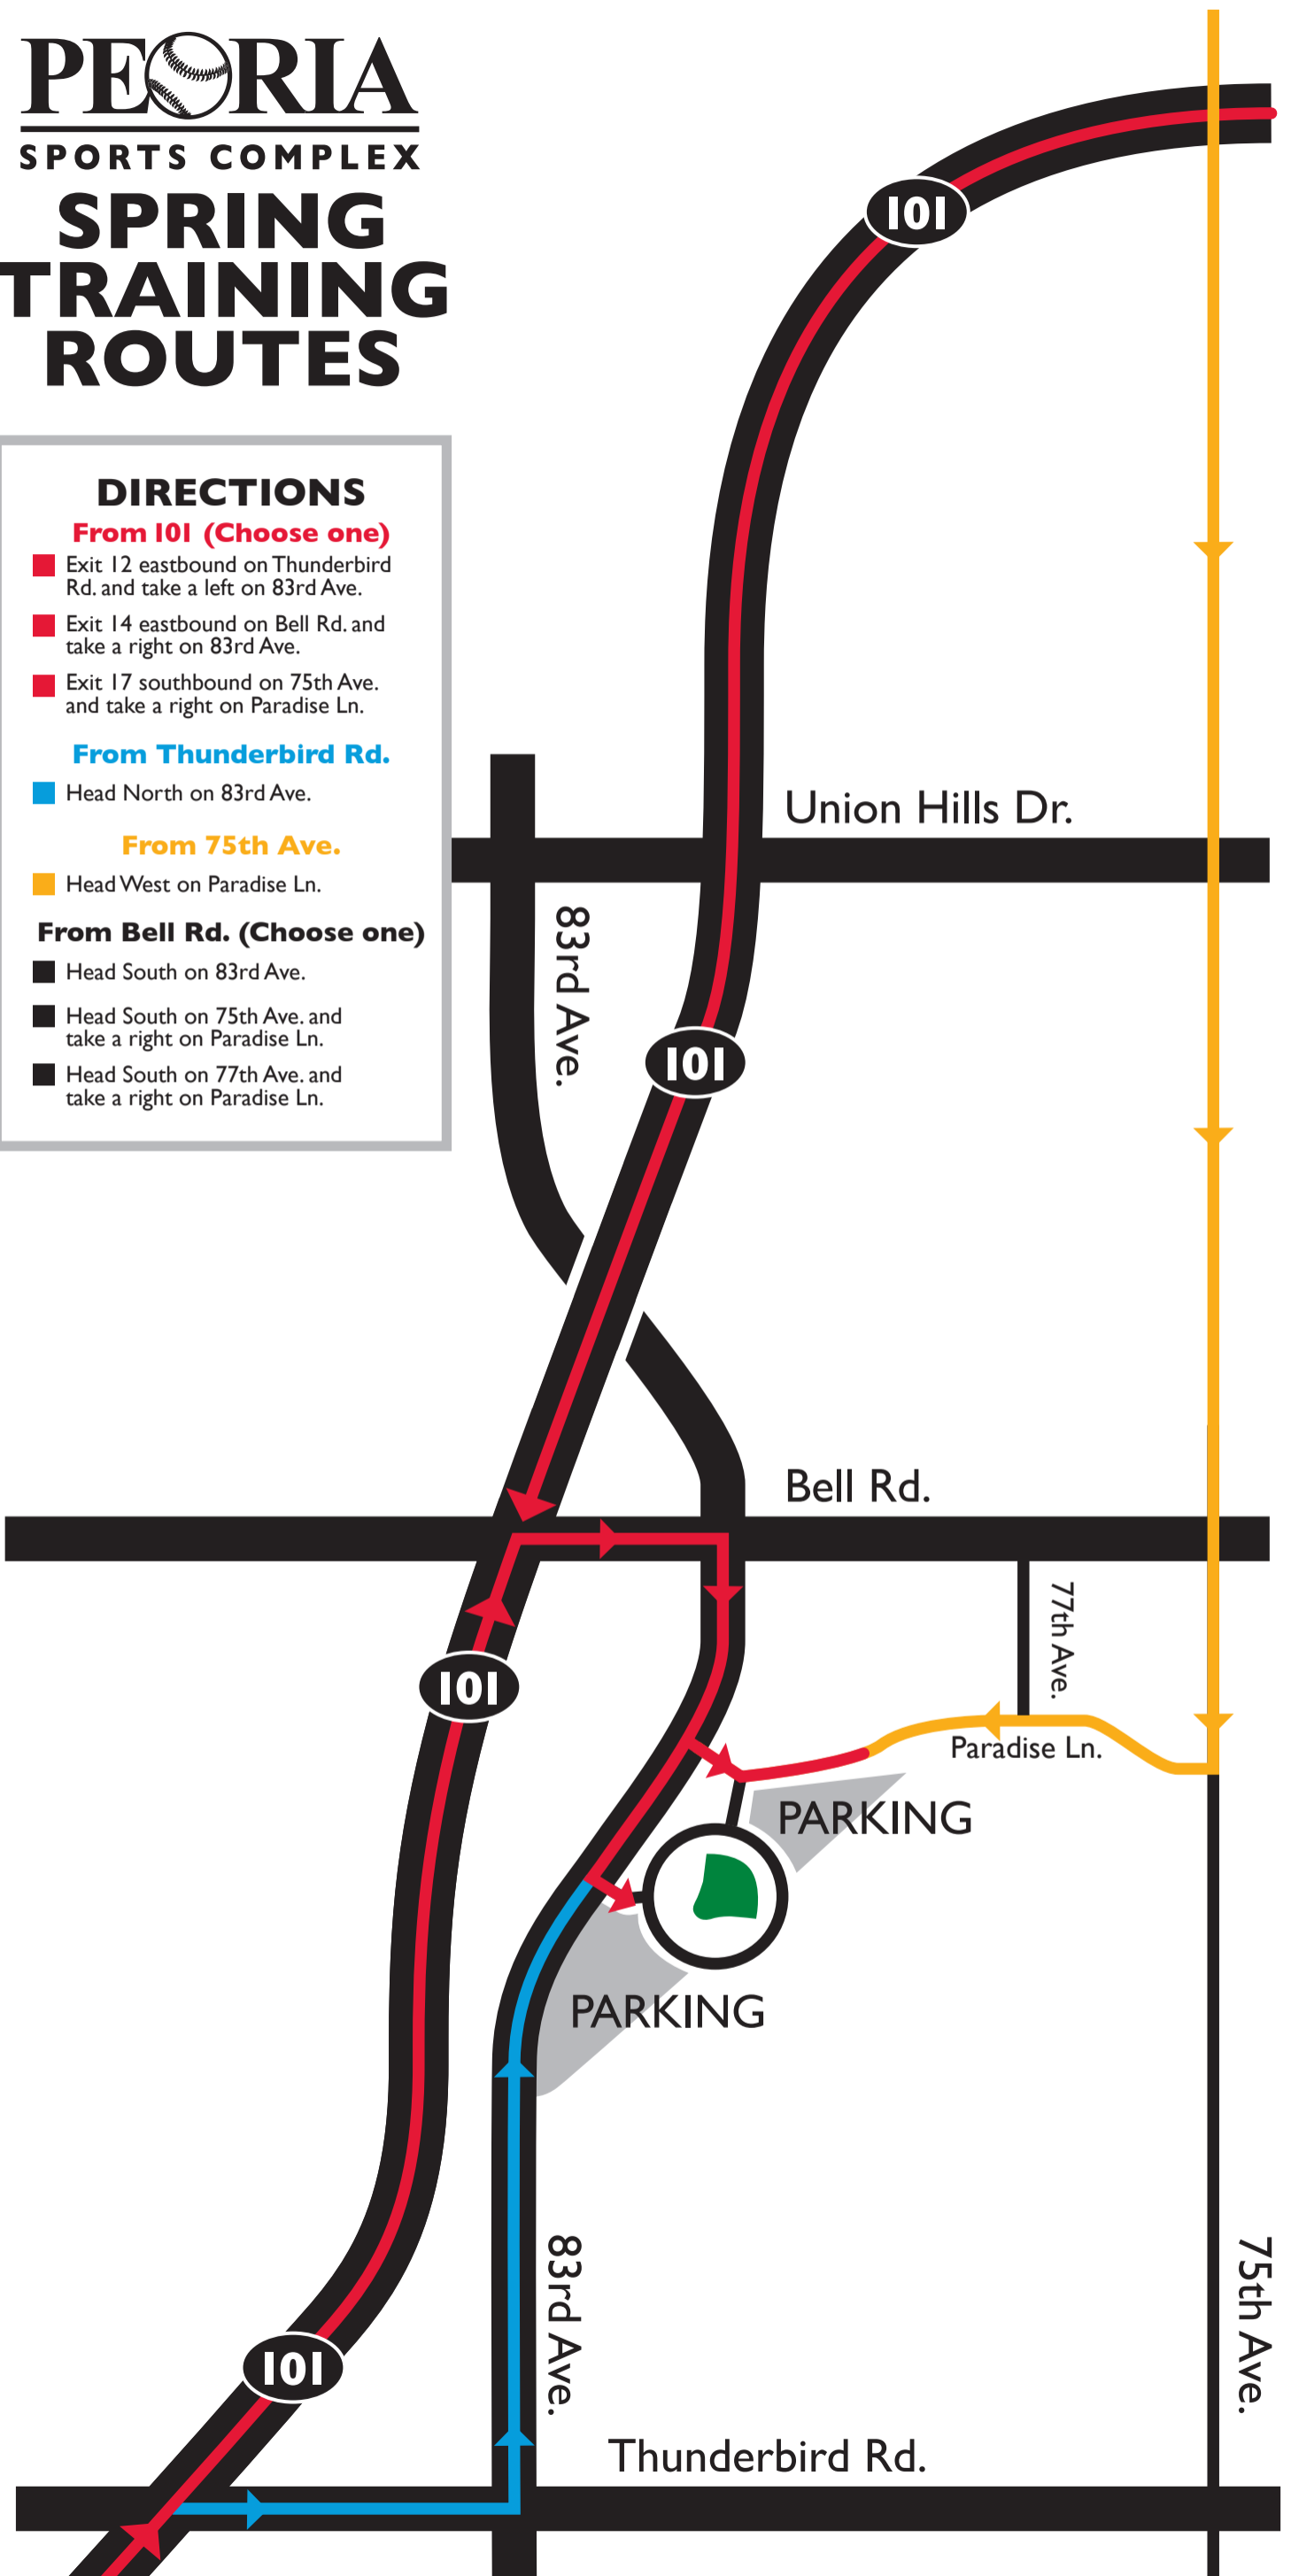 PEORIA
SPORTS COMPLEX
SPRING
TRAINING
ROUTES
DIRECTIONS
From 101 (Choose one)
Exit 12 eastbound on Thunderbird
Rd. and take a left on 83rd Ave.
Exit 14 eastbound on Bell Rd. and
take a right on 83rd Ave.
Exit 17 southbound on 75th Ave.
and take a right on Paradise Ln.
From Thunderbird Rd.
Head North on 83rd Ave.
From 75th Ave.
Head West on Paradise Ln.
From Bell Rd. (Choose one)
Head South on 83rd Ave.
Head South on 75th Ave. and
take a right on Paradise Ln.
Head South on 77th Ave. and
take a right on Paradise Ln.
101
Union Hills Dr.
83rd Ave.
101
Bell Rd.
77th Ave.
101
Paradise Ln.
PARKING
PARKING
83rd Ave.
75th Ave.
101
Thunderbird Rd.